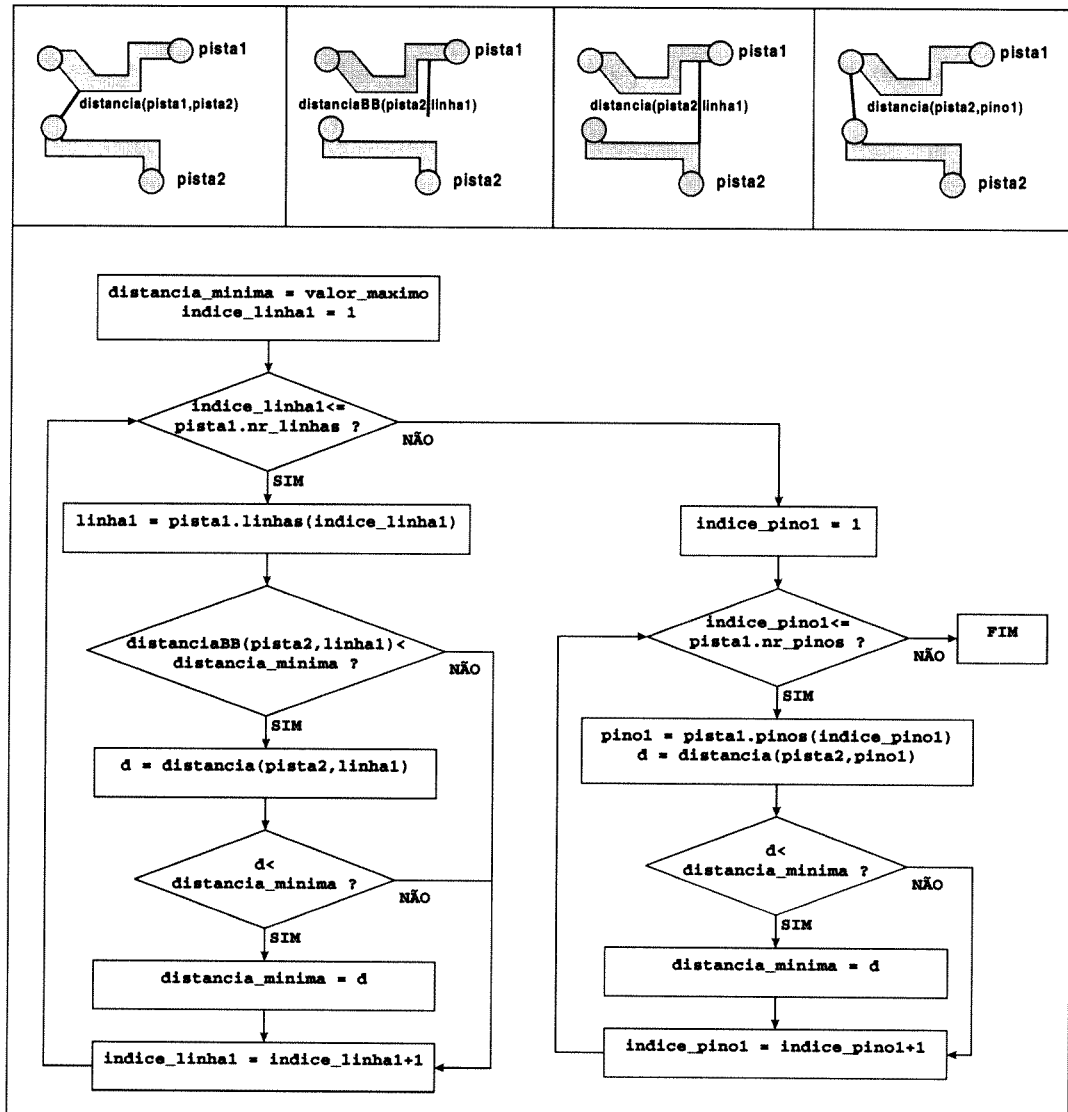 pista1
distancia(pista1,pista2)
pista2
pista1
distanciaBB(pista2,linha1)
pista2
pista1
distancia(pista2,linha1)
pista2
pista1
distancia(pista2,pino1)
pista2
distancia_minima = valor_maximo
indice_linha1 = 1
indice_linha1<=
pista1.nr_linhas ?
NÃO
SIM
linha1 = pista1.linhas(indice_linha1)
distanciaBB(pista2,linha1)<
distancia_minima ?
NÃO
SIM
d = distancia(pista2,linha1)
d<
distancia_minima ?
NÃO
SIM
distancia_minima = d
indice_linha1 = indice_linha1+1
indice_pino1 = 1
indice_pino1<=
pista1.nr_pinos ?
NÃO
FIM
SIM
pino1 = pista1.pinos(indice_pino1)
d = distancia(pista2,pino1)
d<
distancia_minima ?
NÃO
SIM
distancia_minima = d
indice_pino1 = indice_pino1+1